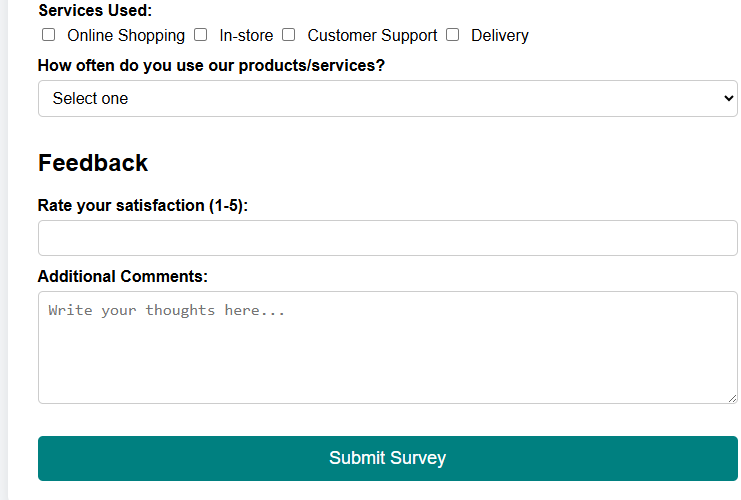 Services Used:
Online Shopping In-store Customer Support Delivery
How often do you use our products/services?
Select one
Feedback
Rate your satisfaction (1-5):
Additional Comments:
Write your thoughts here...
Submit Survey